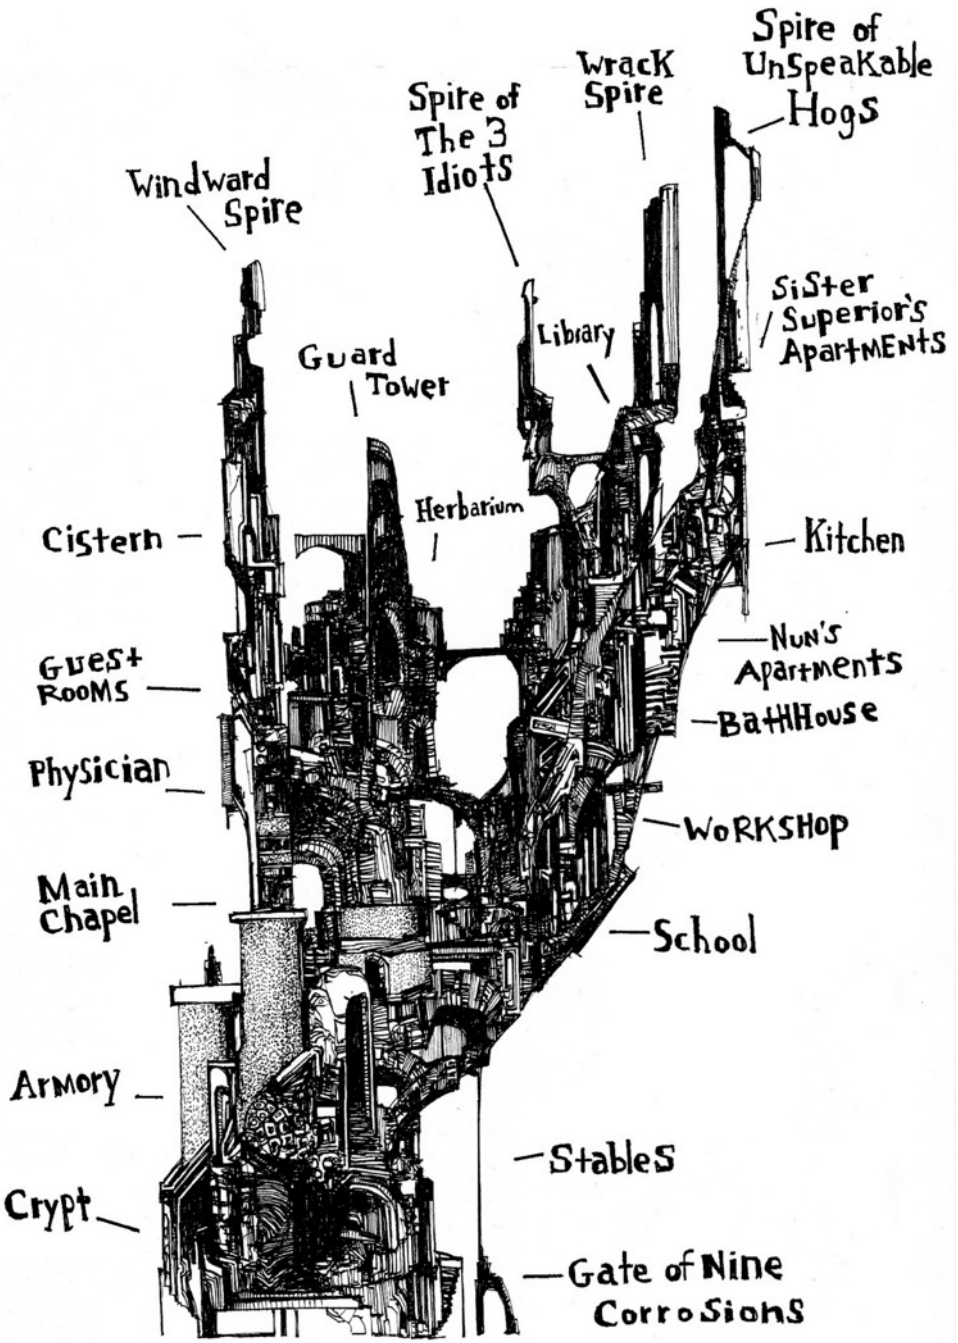 Spire of
UnSpeakable
Hogs
Wrack
Spire
Spire of
The 3
Idiots
Windward
Spire
Sister
Superior's
Apartments
Library
Guard
Tower
Herbarium
Cistern
Kitchen
Nun's
Apartments
Guest
Rooms
BathHouse
Physician
Workshop
Main
Chapel
School
Armory
Stables
Crypt
Gate of Nine
Corrosions